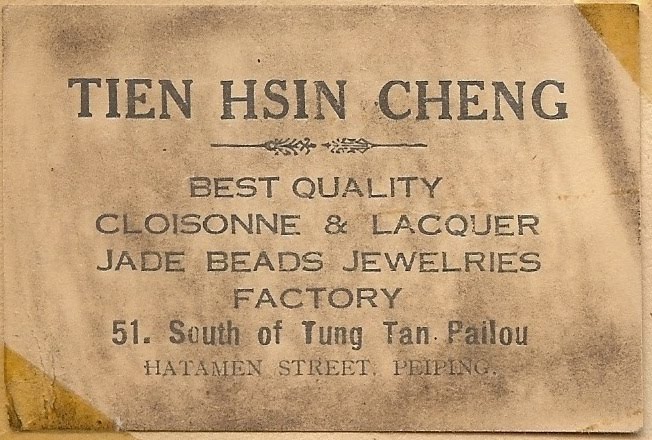 TIEN HSIN CHENG
BEST QUALITY
CLOISONNE & LACQUER
JADE BEADS JEWELRIES
FACTORY
51. South of Tung Tan Pailou
HATAMEN STREET. PEIPING.